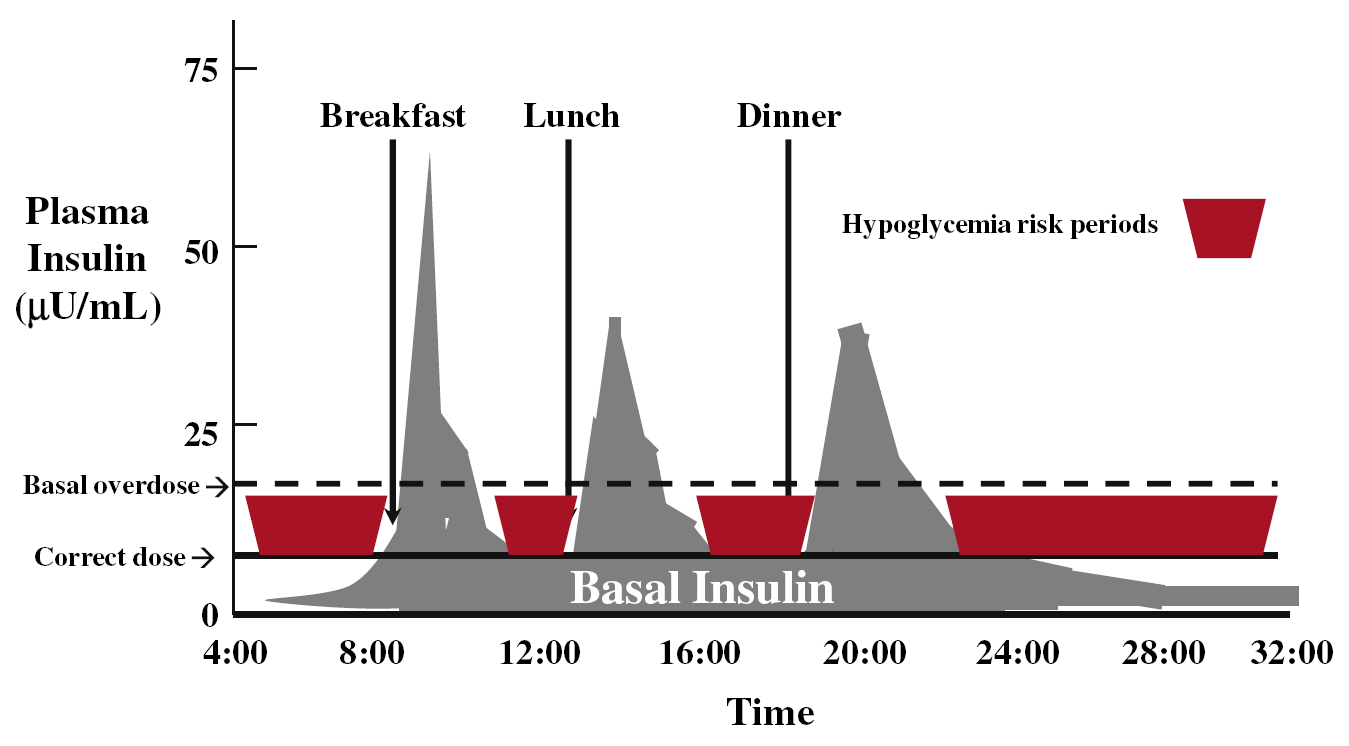 75
Breakfast
Lunch
Dinner
Plasma
Insulin
(μU/mL)
Hypoglycemia risk periods
50
25
Basal overdose →
Correct dose →
Basal Insulin
0
4:00 8:00 12:00 16:00 20:00 24:00 28:00 32:00
Time